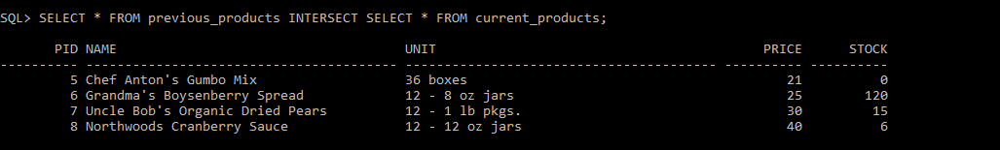 SQL> SELECT * FROM previous_products INTERSECT SELECT * FROM current_products;
PID NAME UNIT PRICE STOCK
---------- ---------------------------------------- ---------------------------------------- ---------- ----------
5 Chef Anton's Gumbo Mix 36 boxes 21 0
6 Grandma's Boysenberry Spread 12 - 8 oz jars 25 120
7 Uncle Bob's Organic Dried Pears 12 - 1 lb pkgs. 30 15
8 Northwoods Cranberry Sauce 12 - 12 oz jars 40 6